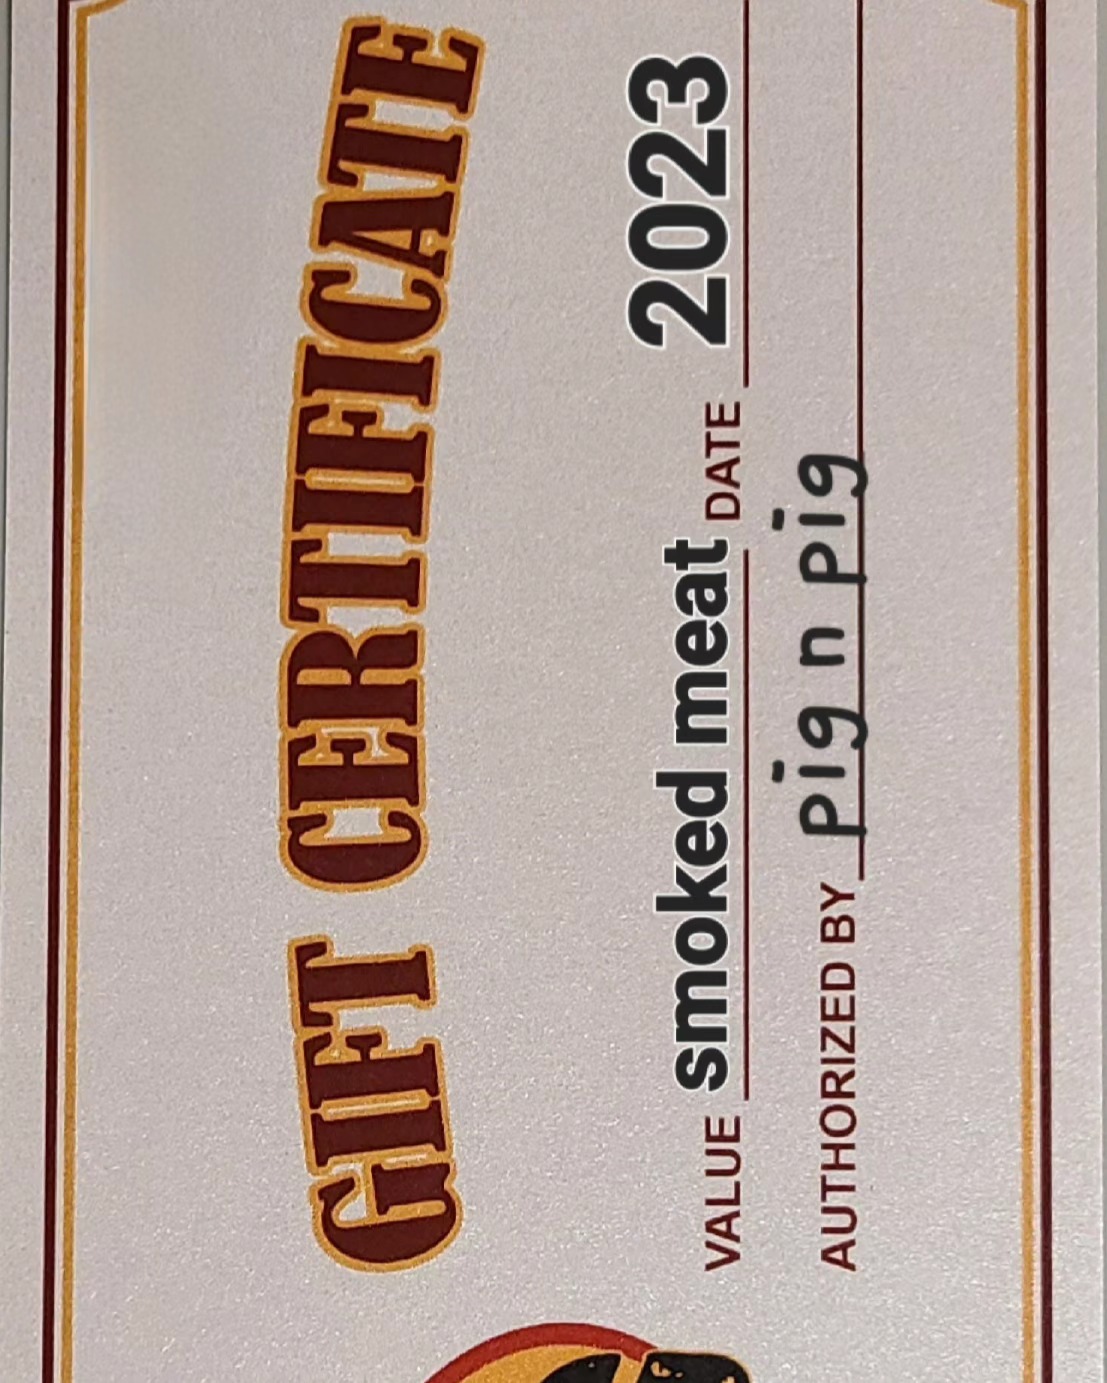 GIFT CERTIFICATE
VALUE smoked meat DATE 2023
AUTHORIZED BY pig n pig